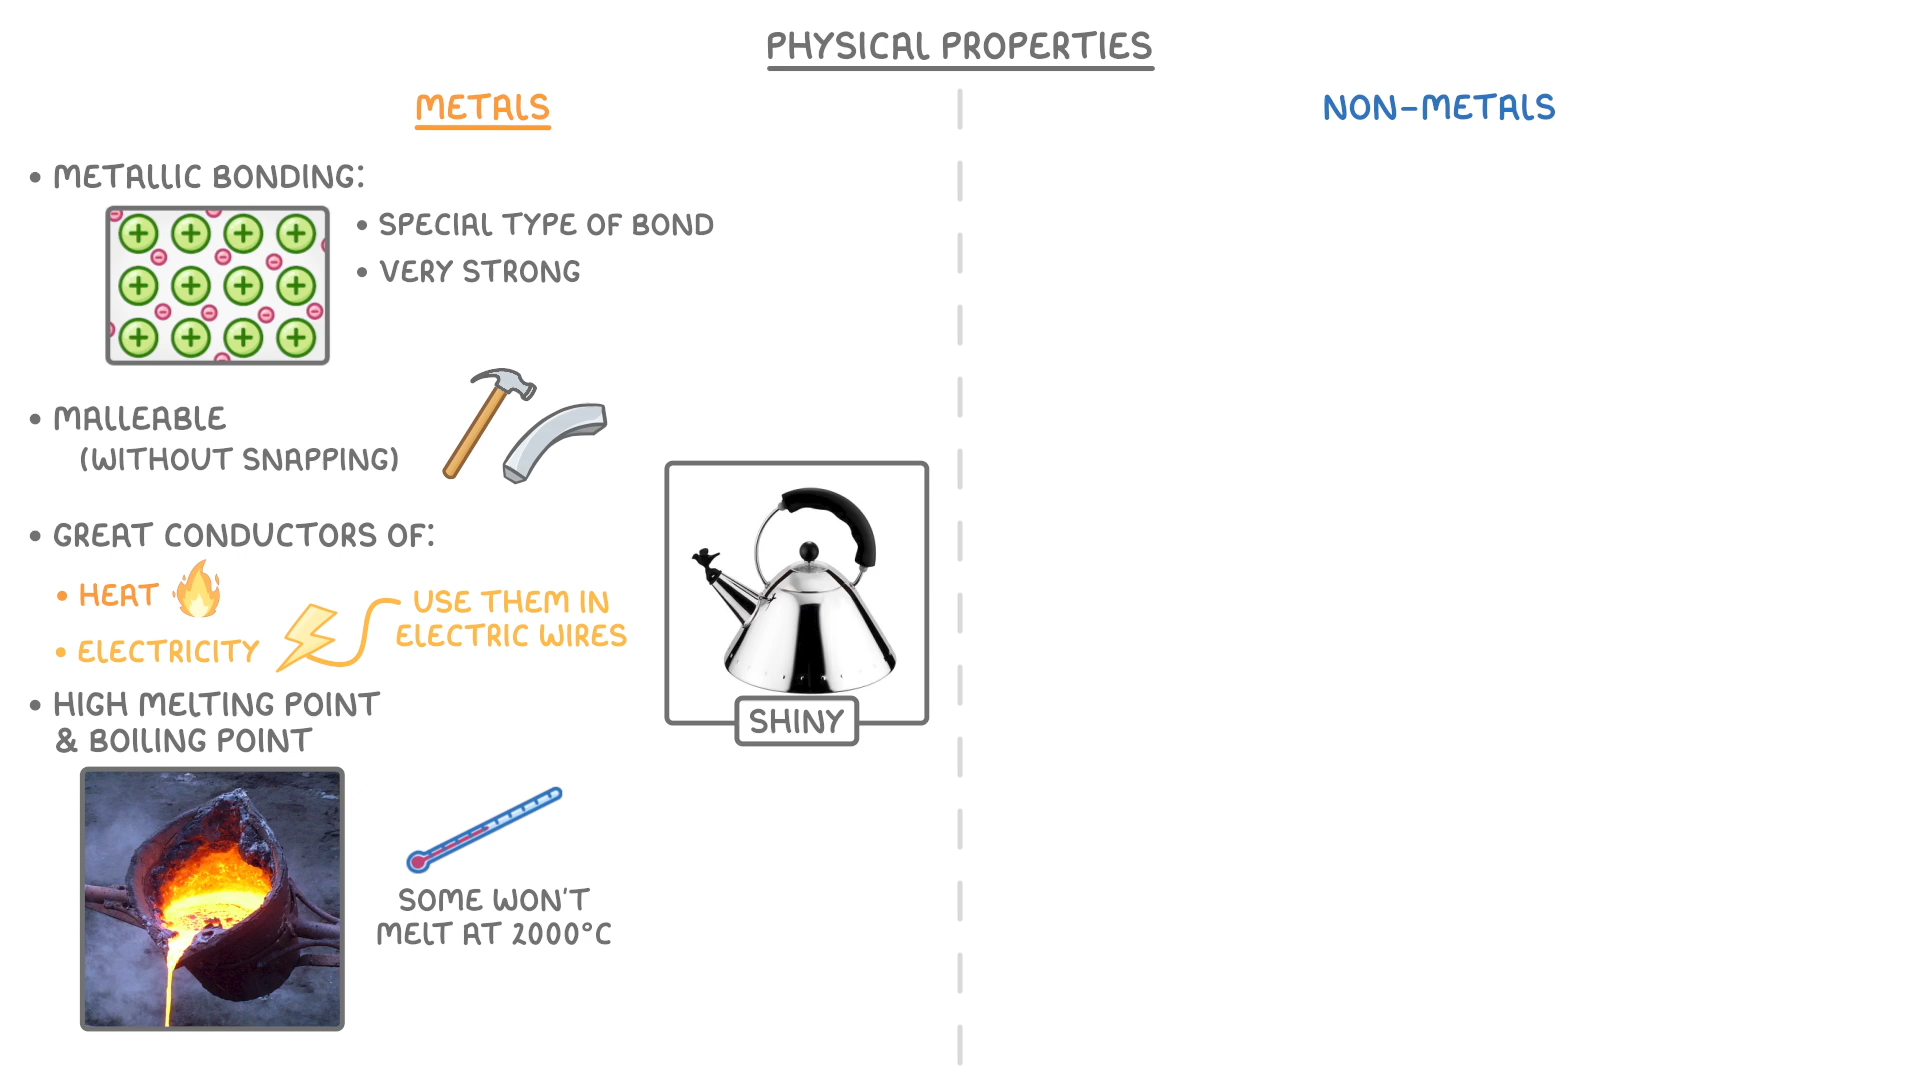 PHYSICAL PROPERTIES
METALS
• METALLIC BONDING:
• SPECIAL TYPE OF BOND
• VERY STRONG
• MALLEABLE
(WITHOUT SNAPPING)
• GREAT CONDUCTORS OF:
• HEAT
• ELECTRICITY
USE THEM IN
ELECTRIC WIRES
• HIGH MELTING POINT
& BOILING POINT
SOME WON'T
MELT AT 2000°C
SHINY
NON-METALS